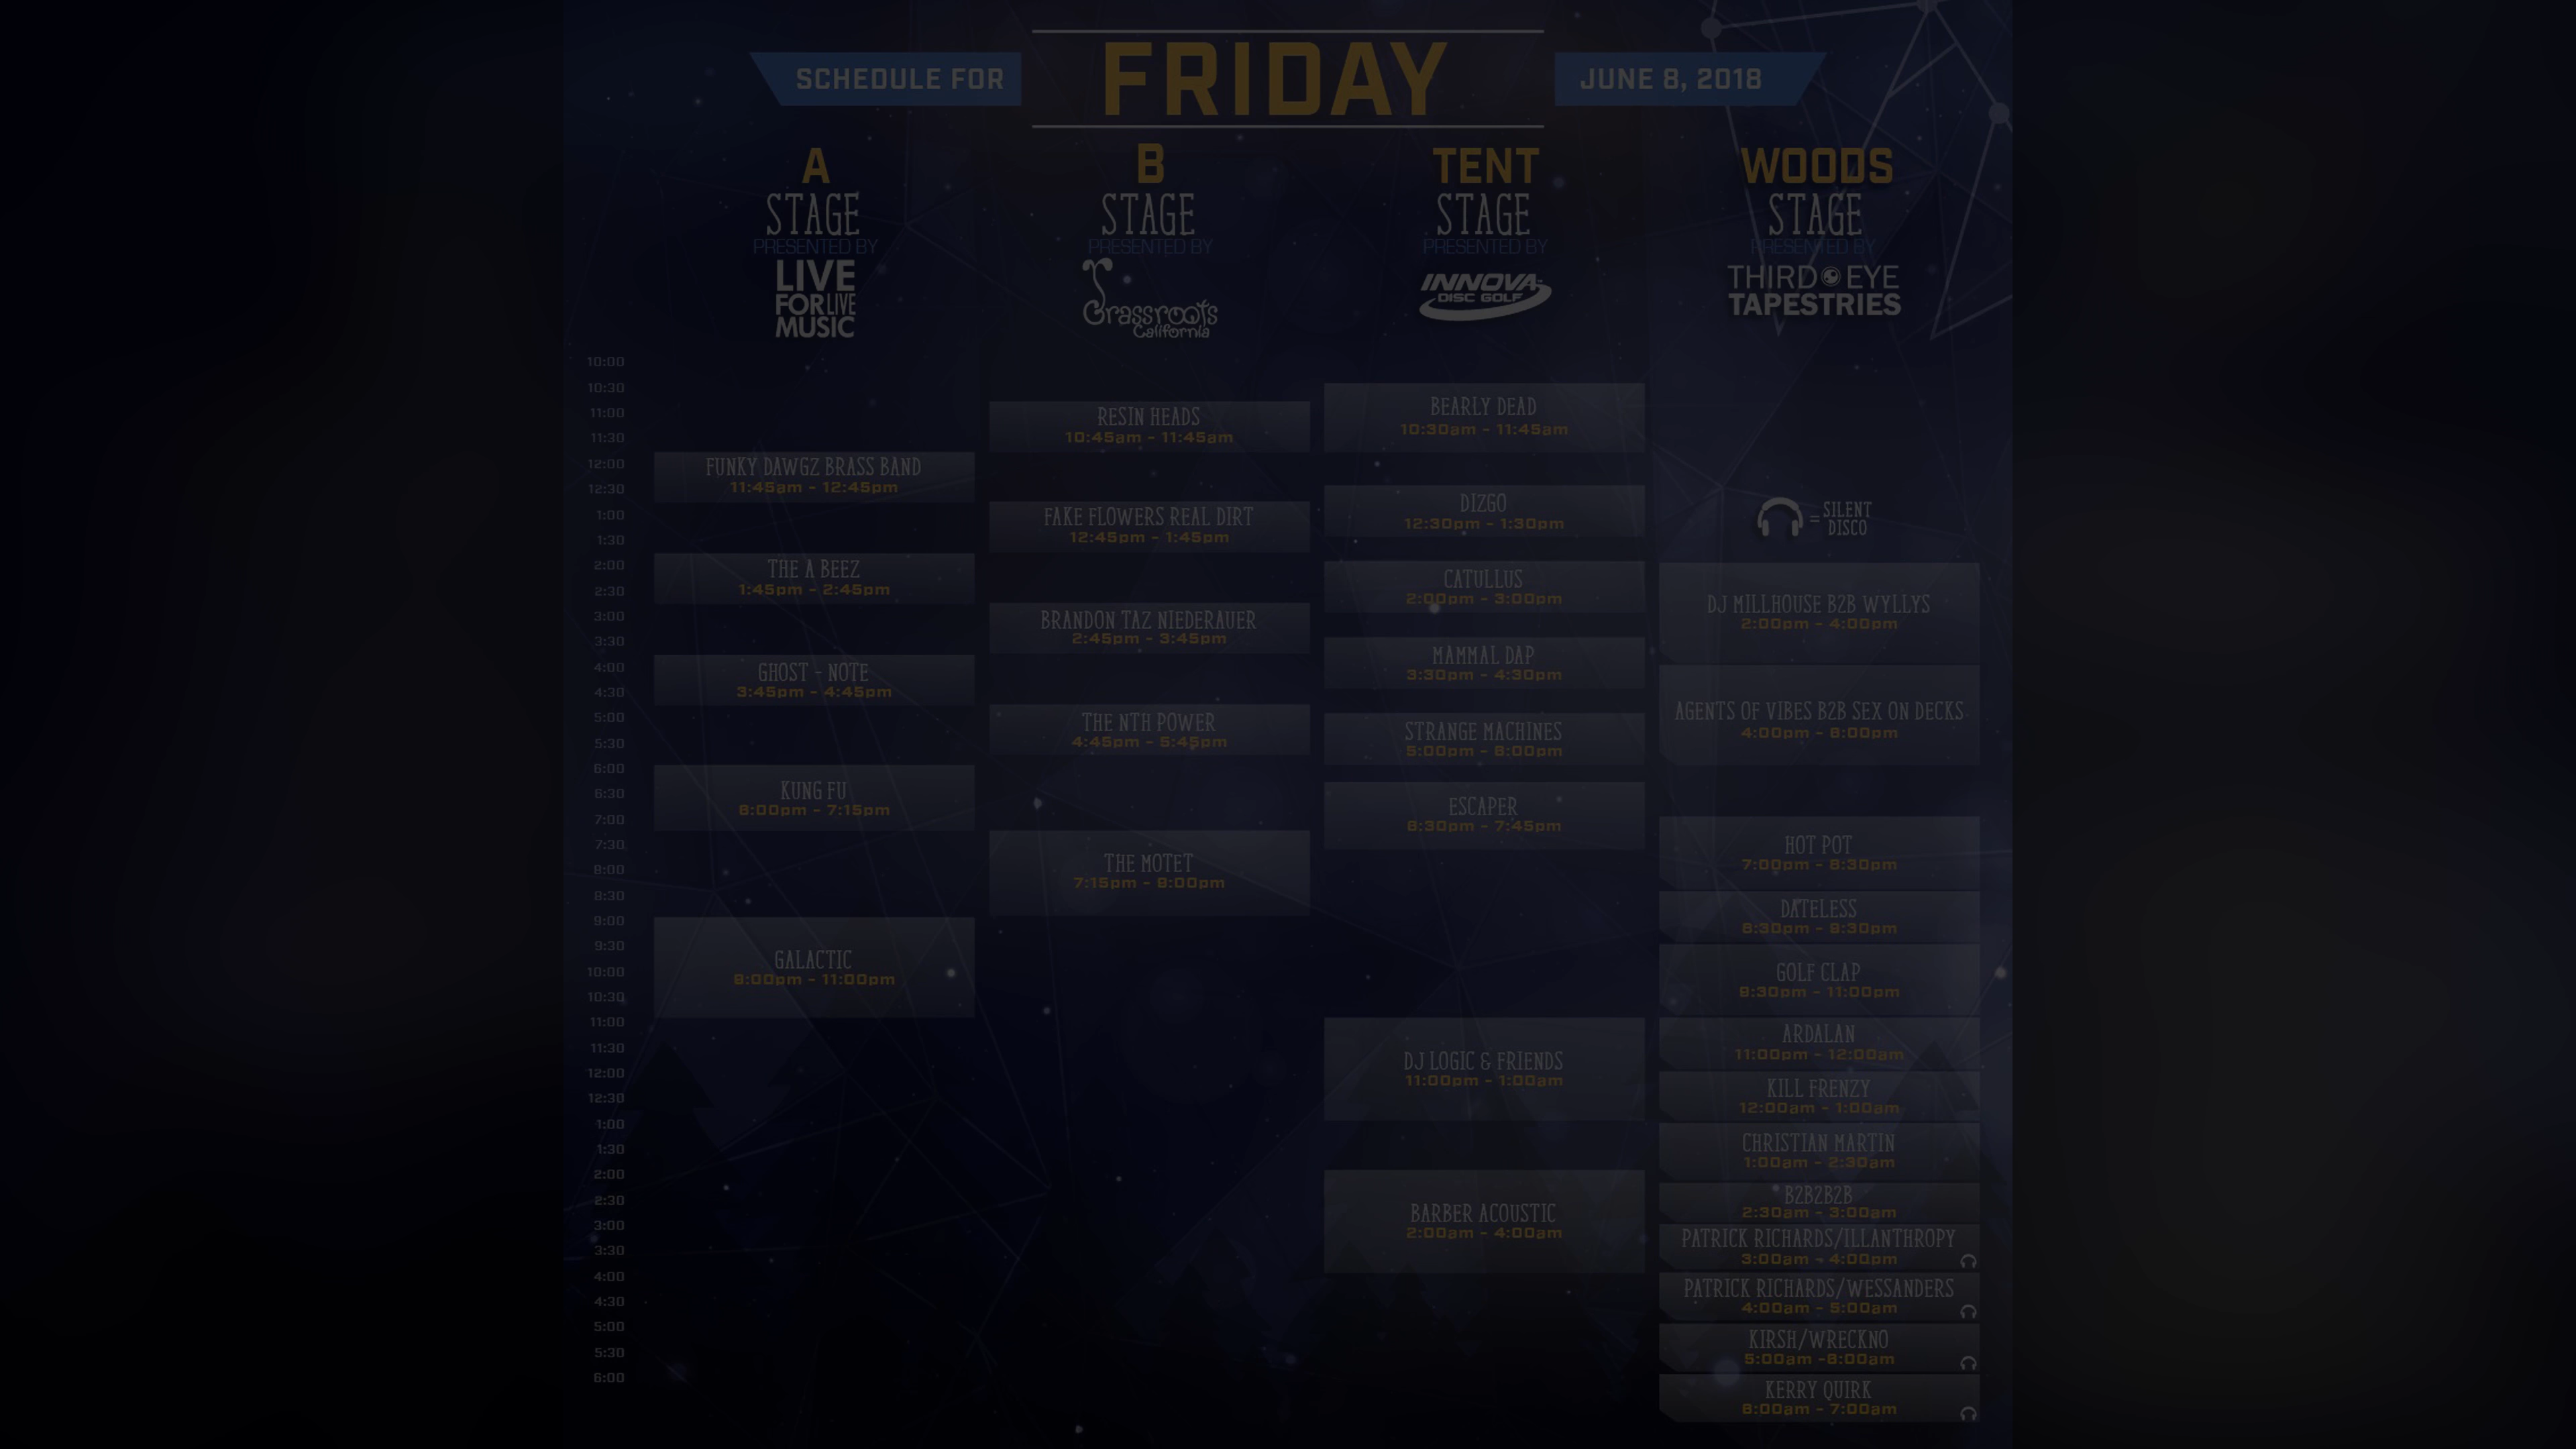 SCHEDULE FOR
FRIDAY
JUNE 8, 2018
A
STAGE
PRESENTED BY
LIVE
FOR LIVE
MUSIC
B
STAGE
PRESENTED BY
Grassroots
California
TENT
STAGE
PRESENTED BY
INNOVA
DISC GOLF
WOODS
STAGE
PRESENTED BY
THIRD EYE
TAPESTRIES
10:00
10:30
11:00
11:30
12:00
12:30
1:00
1:30
2:00
2:30
3:00
3:30
4:00
4:30
5:00
5:30
6:00
6:30
7:00
7:30
8:00
8:30
9:00
9:30
10:00
10:30
11:00
11:30
12:00
12:30
1:00
1:30
2:00
2:30
3:00
3:30
4:00
4:30
5:00
5:30
6:00
FUNKY DAWGZ BRASS BAND
11:45am - 12:45pm
THE A BEEZ
1:45pm - 2:45pm
GHOST - NOTE
3:45pm - 4:45pm
KUNG FU
6:00pm - 7:15pm
GALACTIC
9:00pm - 11:00pm
RESIN HEADS
10:45am - 11:45am
FAKE FLOWERS REAL DIRT
12:45pm - 1:45pm
BRANDON TAZ NIEDERAUER
2:45pm - 3:45pm
THE NTH POWER
4:45pm - 5:45pm
THE MOTET
7:15pm - 9:00pm
BEARLY DEAD
10:30am - 11:45am
DIZGO
12:30pm - 1:30pm
CATULLUS
2:00pm - 3:00pm
MAMMAL DAP
3:30pm - 4:30pm
STRANGE MACHINES
5:00pm - 6:00pm
ESCAPER
6:30pm - 7:45pm
DJ LOGIC & FRIENDS
11:00pm - 1:00am
BARBER ACOUSTIC
2:00am - 4:00am
= SILENT
DISCO
DJ MILLHOUSE B2B WYLLYS
2:00pm - 4:00pm
AGENTS OF VIBES B2B SEX ON DECKS
4:00pm - 6:00pm
HOT POT
7:00pm - 8:30pm
DATELESS
8:30pm - 9:30pm
GOLF CLAP
9:30pm - 11:00pm
ARDALAN
11:00pm - 12:00am
KILL FRENZY
12:00am - 1:00am
CHRISTIAN MARTIN
1:00am - 2:30am
B2B2B2B
2:30am - 3:00am
PATRICK RICHARDS/ILLANTHROPY
3:00am - 4:00pm
PATRICK RICHARDS/WESSANDERS
4:00am - 5:00am
KIRSH/WRECKNO
5:00am -6:00am
KERRY QUIRK
6:00am - 7:00am